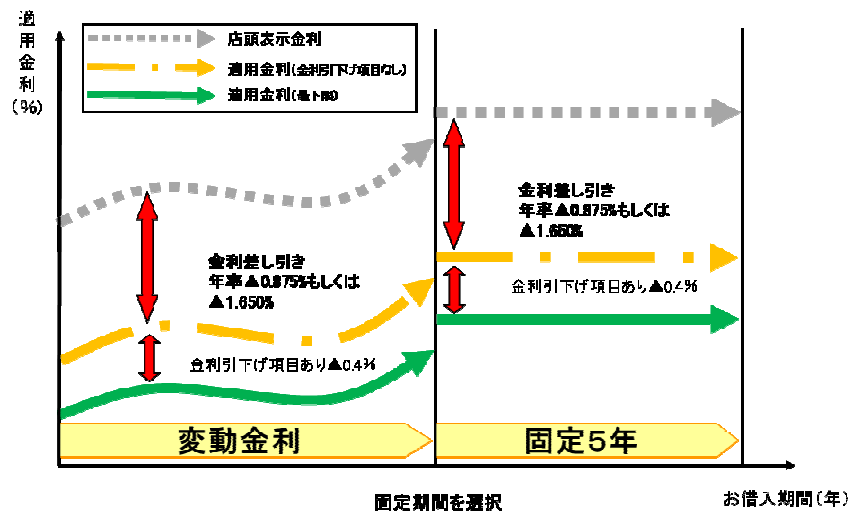 適用金利(%)
店頭表示金利
適用金利(金利引下げ項目なし)
適用金利(最下限)
金利差し引き
年率▲0.875%もしくは
▲1.650%
金利差し引き
年率▲0.875%もしくは
▲1.650%
金利引下げ項目あり▲0.4%
金利引下げ項目あり▲0.4%
変動金利
固定5年
固定期間を選択
お借入期間(年)